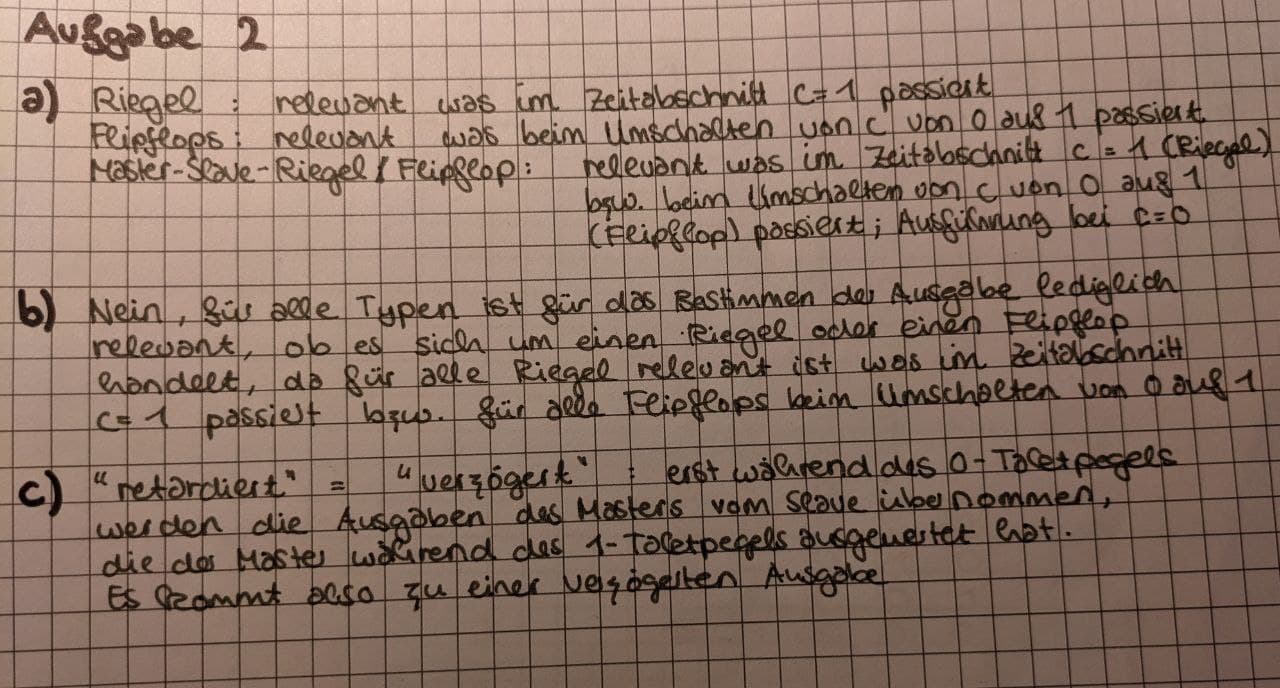 Aufgabe 2
a) Riegel : relevant was im Zeitabschnitt C=1 passiert
Flipflops : relevant was beim Umschalten von C von 0 auf 1 passiert
Master-Slave-Riegel / Flipflop : relevant was im Zeitabschnitt C = 1 (Riegel)
bzw. beim Umschalten von C von 0 auf 1
(Flipflop) passiert ; Ausführung bei C=0
b) Nein, für alle Typen ist für das Bestimmen der Ausgabe lediglich
relevant, ob es sich um einen Riegel oder einen Flipflop
handelt, da für alle Riegel relevant ist was im Zeitabschnitt
C=1 passiert bzw. für alle Flipflops beim Umschalten von 0 auf 1
c) "retardiert" = "verzögert" : erst während des 0-Taktpegels
werden die Ausgaben des Masters vom Slave übernommen,
die der Master während des 1-Taktpegels ausgewertet hat.
Es kommt also zu einer verzögerten Ausgabe